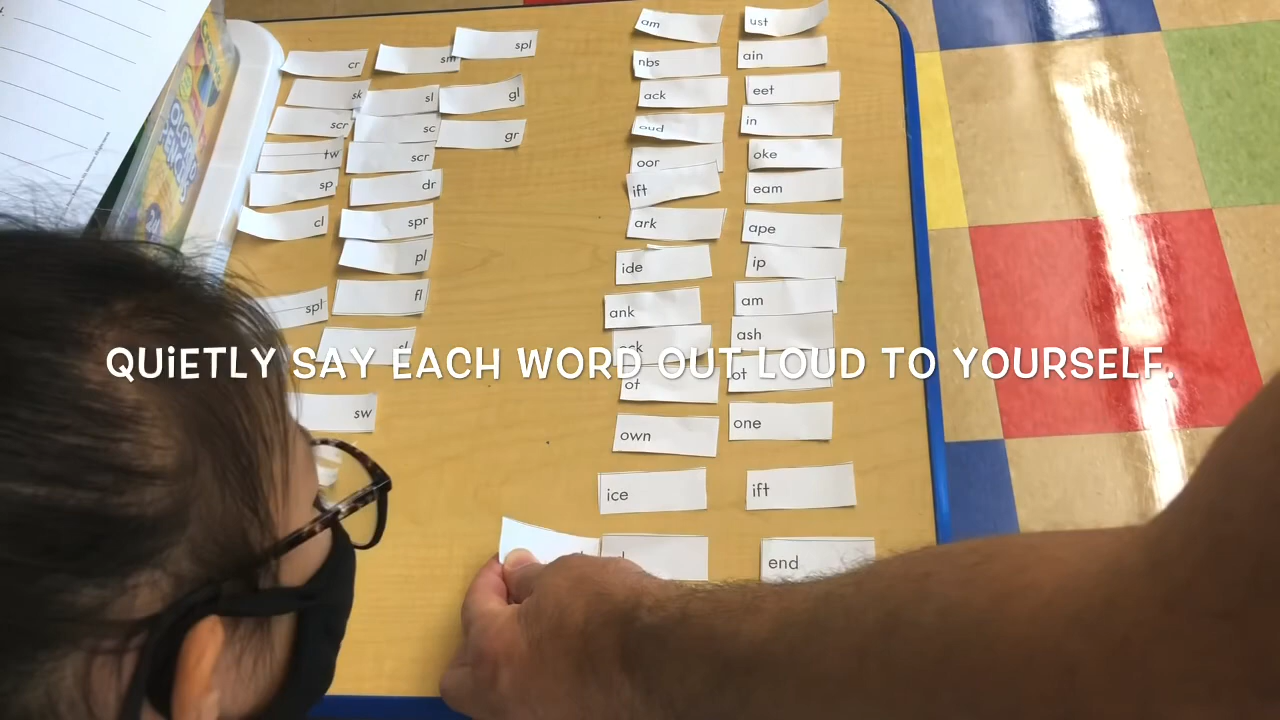 cr
sm
spl
sk
sl
gl
scr
sc
gr
tw
scr
sp
dr
cl
spr
pl
spl
fl
sw
am
ust
nbs
ain
ack
eet
aud
in
oor
oke
ift
eam
ark
ape
ide
ip
ank
am
ash
ot
ot
own
one
ice
ift
end
QUiETLY SAY EACH WORD OUT LOUD TO YOURSELF.